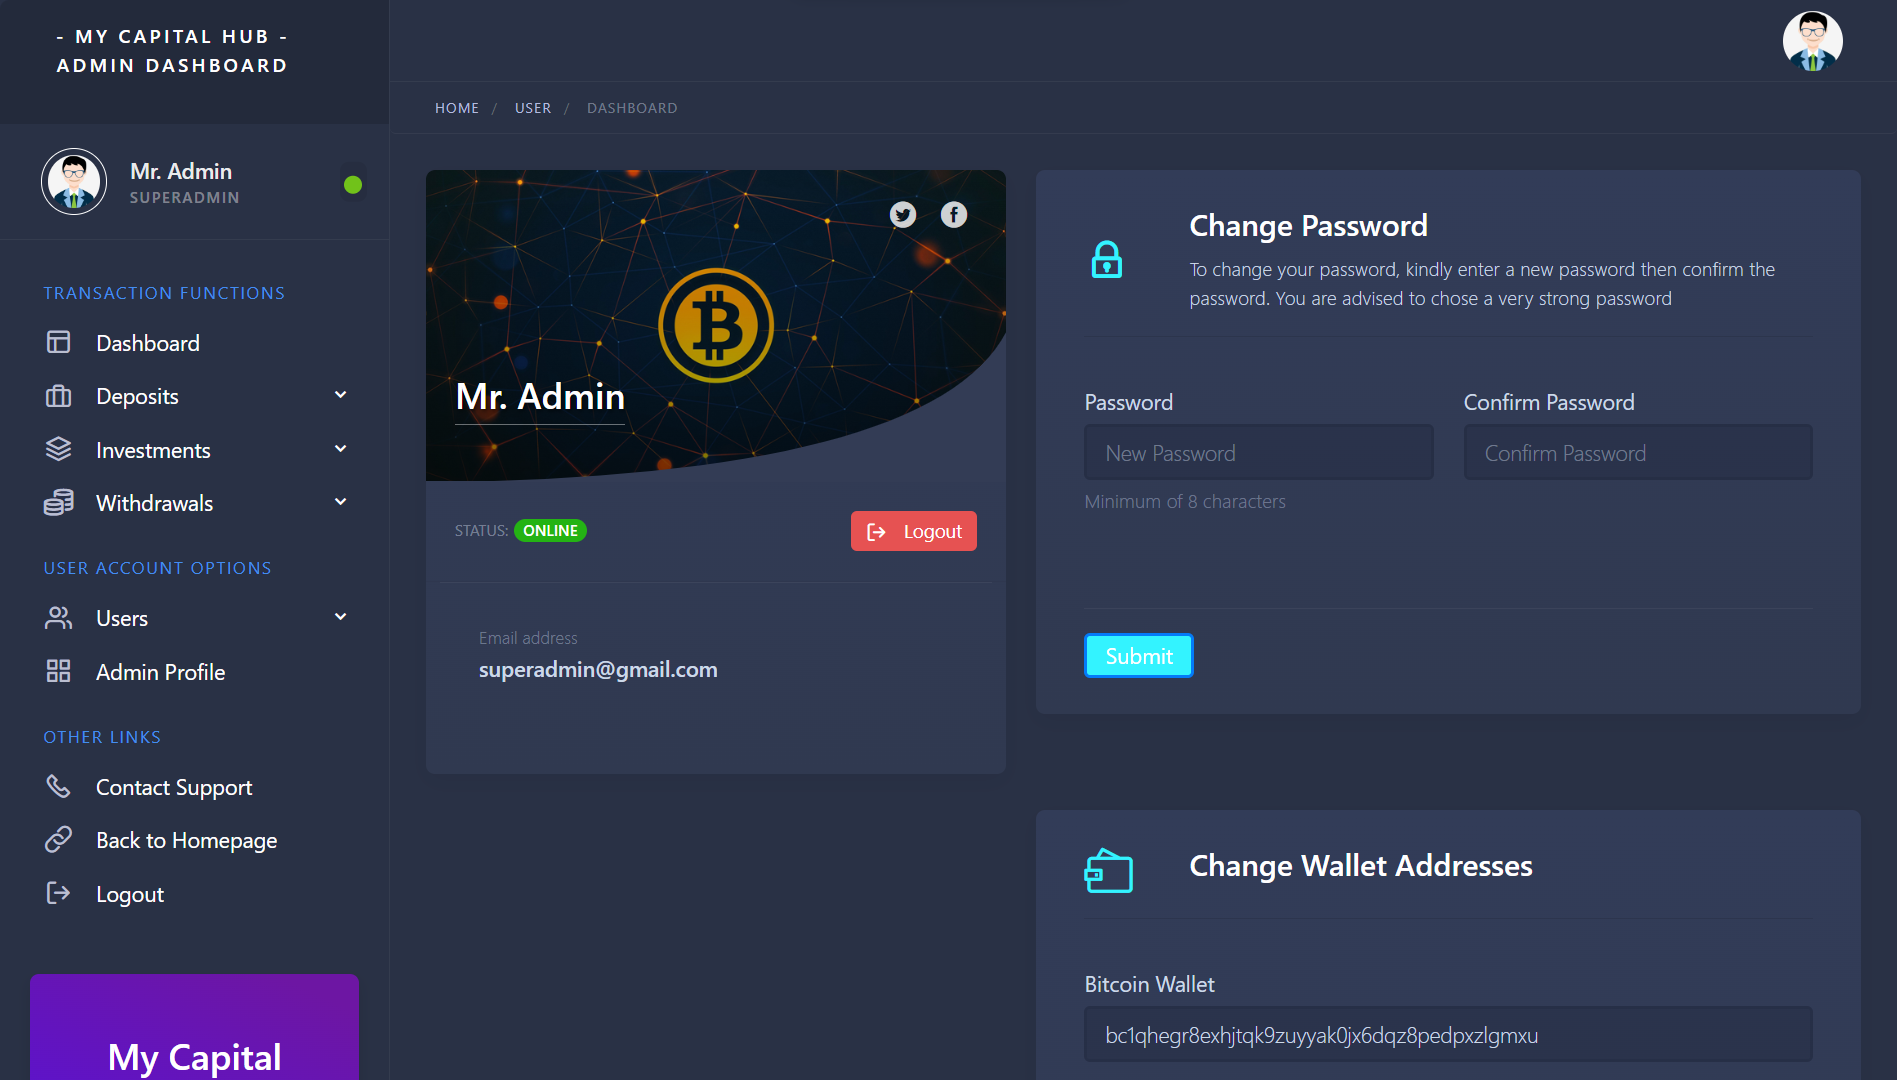 - MY CAPITAL HUB -
ADMIN DASHBOARD
Mr. Admin
SUPERADMIN
TRANSACTION FUNCTIONS
Dashboard
Deposits
Investments
Withdrawals
USER ACCOUNT OPTIONS
Users
Admin Profile
OTHER LINKS
Contact Support
Back to Homepage
Logout
My Capital
HOME / USER / DASHBOARD
Mr. Admin
STATUS: ONLINE
Logout
Email address
superadmin@gmail.com
Change Password
To change your password, kindly enter a new password then confirm the
password. You are advised to chose a very strong password
Password
New Password
Minimum of 8 characters
Confirm Password
Confirm Password
Submit
Change Wallet Addresses
Bitcoin Wallet
bc1qhegr8exhjtqk9zuyyak0jx6dqz8pedpxzlgmxu